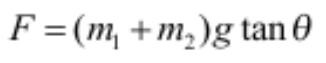 F = (m₁ + m₂)g tan θ